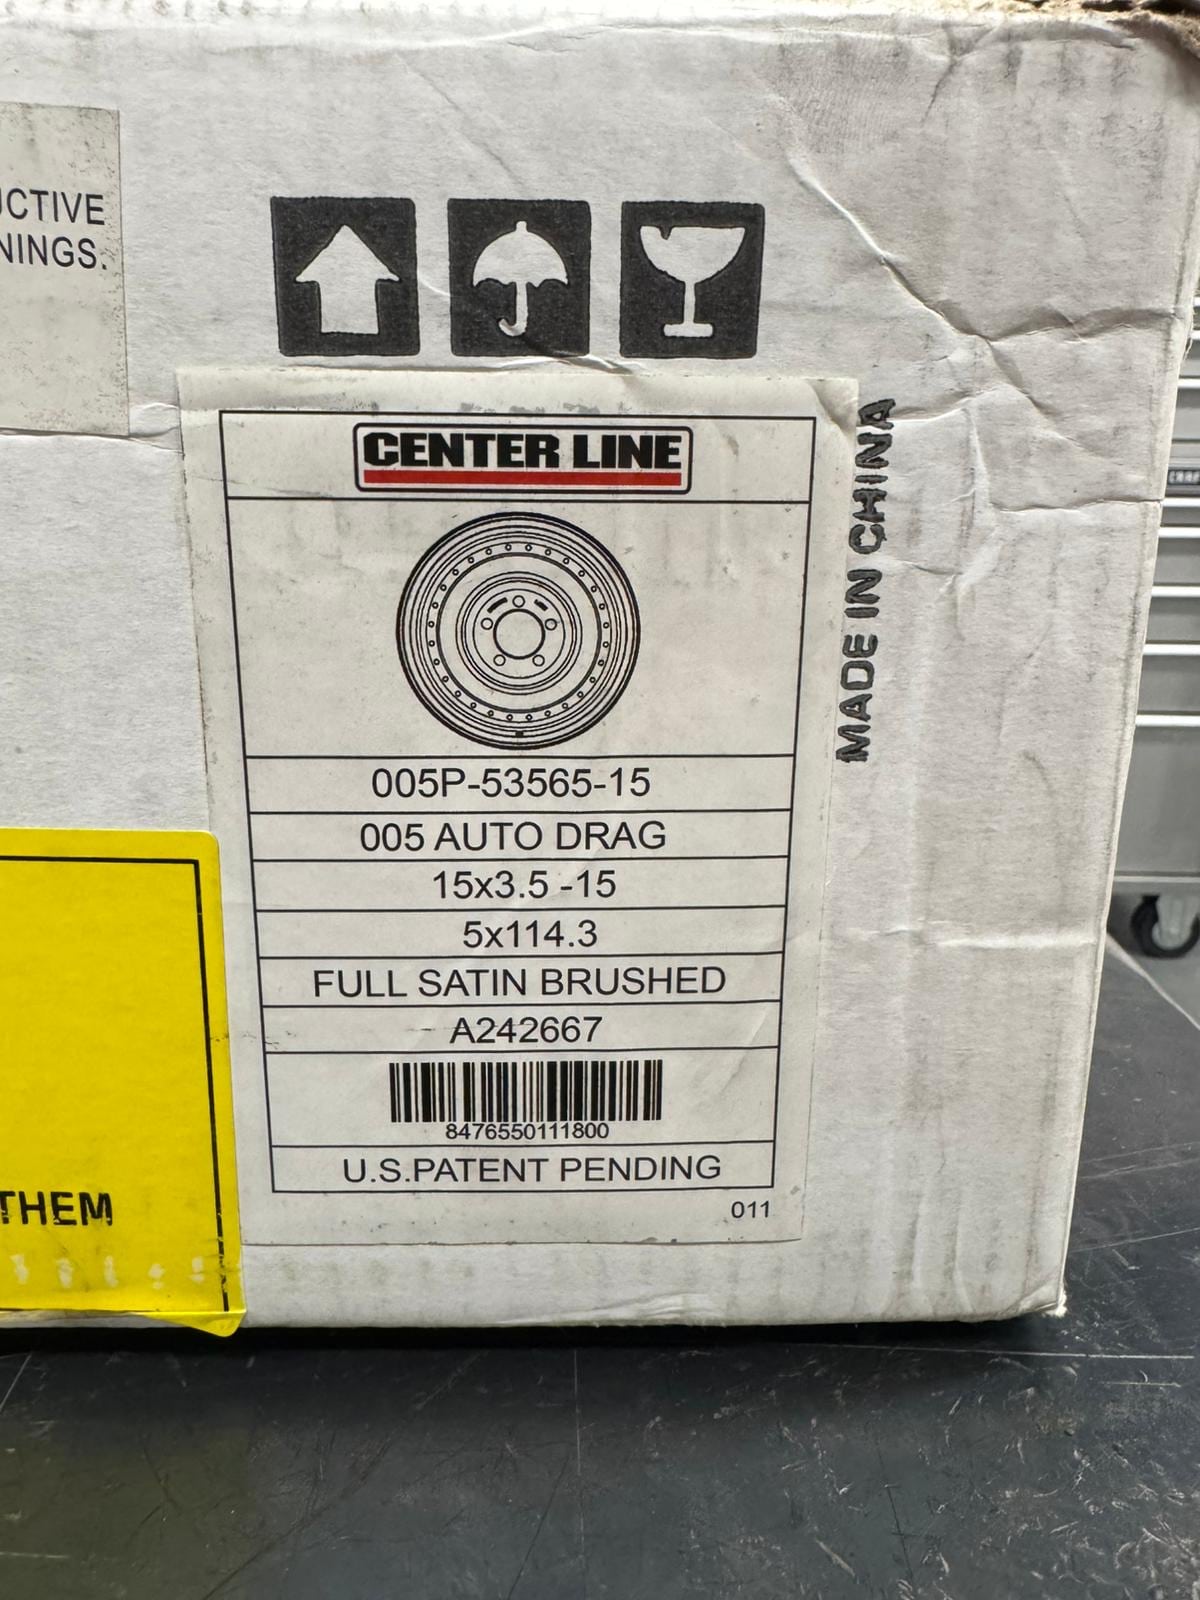 UCTIVE
NINGS.
CENTER LINE
005P-53565-15
005 AUTO DRAG
15x3.5 -15
5x114.3
FULL SATIN BRUSHED
A242667
8476550111800
U.S.PATENT PENDING
011
MADE IN CHINA
THEM